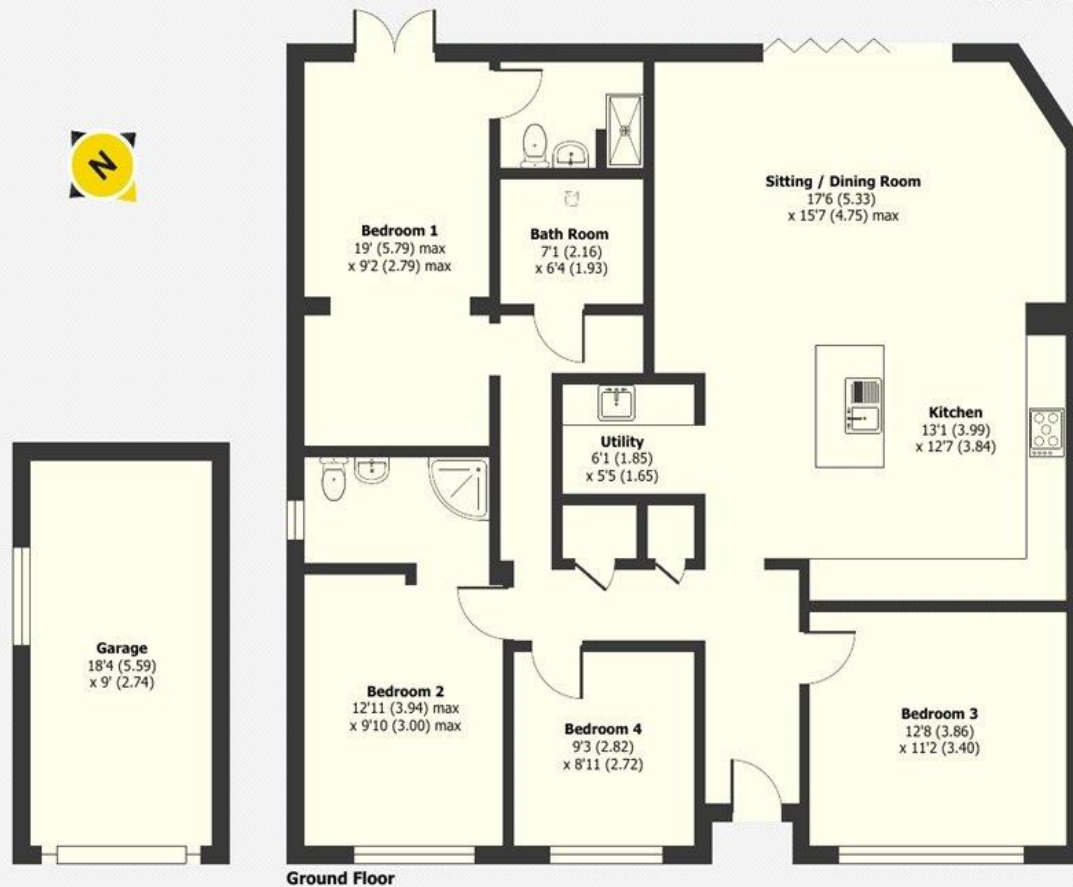 N
Bedroom 1
19' (5.79) max
x 9'2 (2.79) max
Bath Room
7'1 (2.16)
x 6'4 (1.93)
Sitting / Dining Room
17'6 (5.33)
x 15'7 (4.75) max
Utility
6'1 (1.85)
x 5'5 (1.65)
Kitchen
13'1 (3.99)
x 12'7 (3.84)
Garage
18'4 (5.59)
x 9' (2.74)
Bedroom 2
12'11 (3.94) max
x 9'10 (3.00) max
Bedroom 4
9'3 (2.82)
x 8'11 (2.72)
Bedroom 3
12'8 (3.86)
x 11'2 (3.40)
Ground Floor